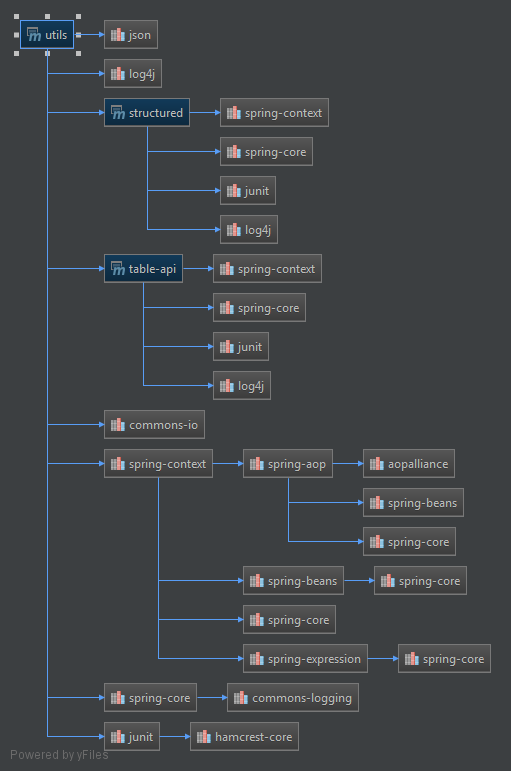 utils json
log4j
structured spring-context
spring-core
junit
log4j
table-api spring-context
spring-core
junit
log4j
commons-io
spring-context spring-aop aopalliance
spring-beans
spring-core
spring-beans spring-core
spring-core
spring-expression spring-core
spring-core commons-logging
junit hamcrest-core
Powered by yFiles